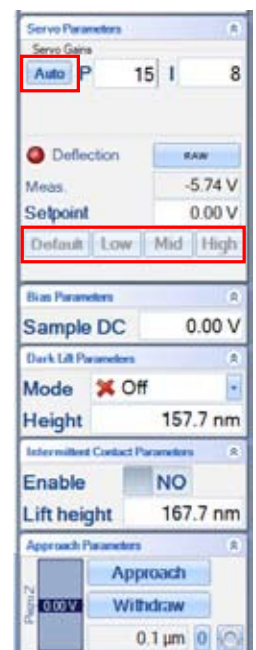 Servo Parameters
Servo Gains
Auto P 15 I 8
Deflection RAW
Meas. -5.74 V
Setpoint 0.00 V
Default Low Mid High
Bias Parameters
Sample DC 0.00 V
Dark Lift Parameters
Mode Off
Height 157.7 nm
Intermittent Contact Parameters
Enable NO
Lift height 167.7 nm
Approach Parameters
Approach
Piezo Z
0.00 V Withdraw
0.1 µm 0